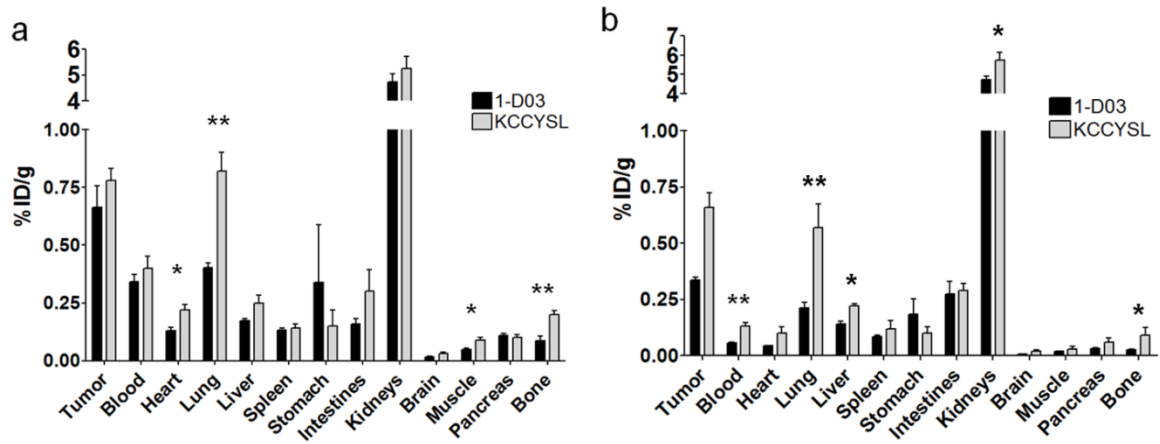 a
6
5
4
1.00
0.75
0.50
0.25
0.00
% ID/g
1-D03
KCCYSL
*
**
*
**
Tumor
Blood
Heart
Lung
Liver
Spleen
Stomach
Intestines
Kidneys
Brain
Muscle
Pancreas
Bone
b
7
6
5
4
1.00
0.75
0.50
0.25
0.00
% ID/g
1-D03
KCCYSL
**
**
*
*
*
Tumor
Blood
Heart
Lung
Liver
Spleen
Stomach
Intestines
Kidneys
Brain
Muscle
Pancreas
Bone